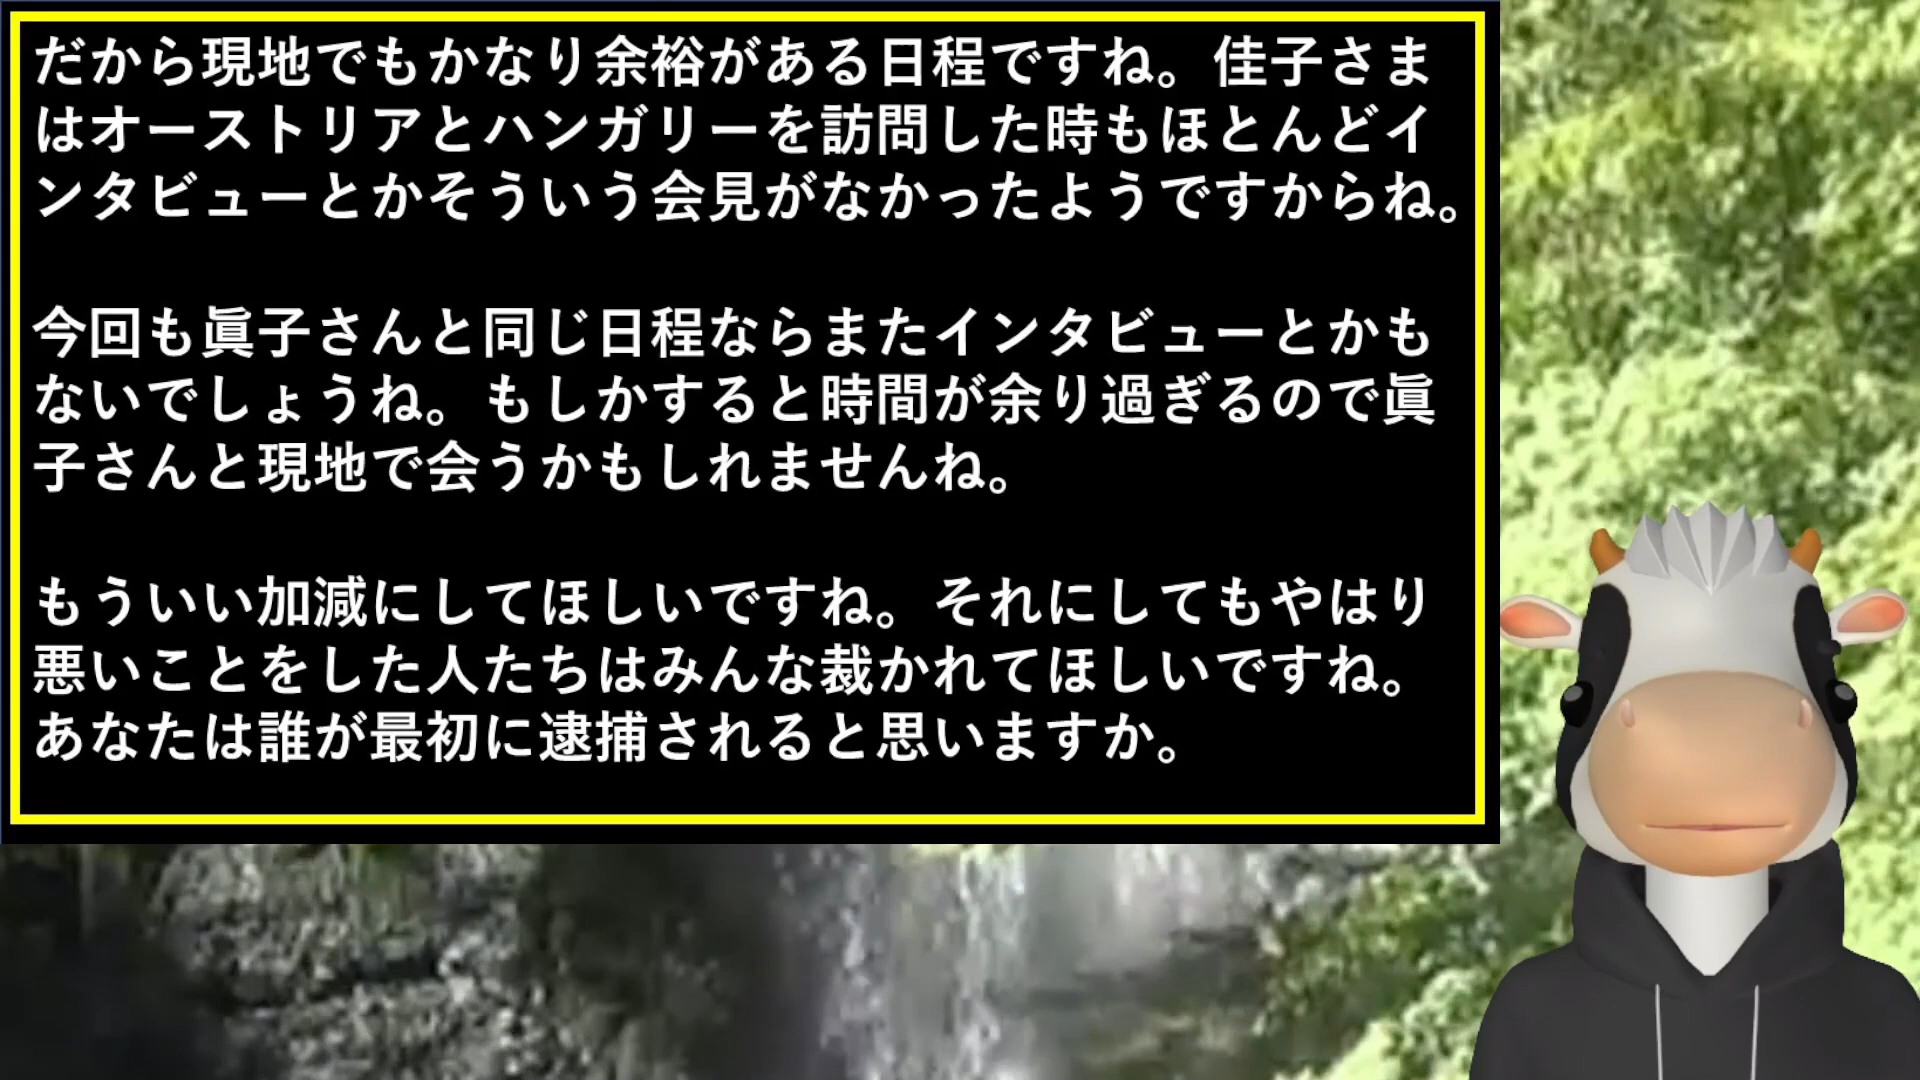 だから現地でもかなり余裕がある日程ですね。佳子さま
はオーストリアとハンガリーを訪問した時もほとんどイ
ンタビューとかそういう会見がなかったようですからね。
今回も眞子さんと同じ日程ならまたインタビューとかも
ないでしょうね。もしかすると時間が余り過ぎるので眞
子さんと現地で会うかもしれませんね。
もういい加減にしてほしいですね。それにしてもやはり
悪いことをした人たちはみんな裁かれてほしいですね。
あなたは誰が最初に逮捕されると思いますか。